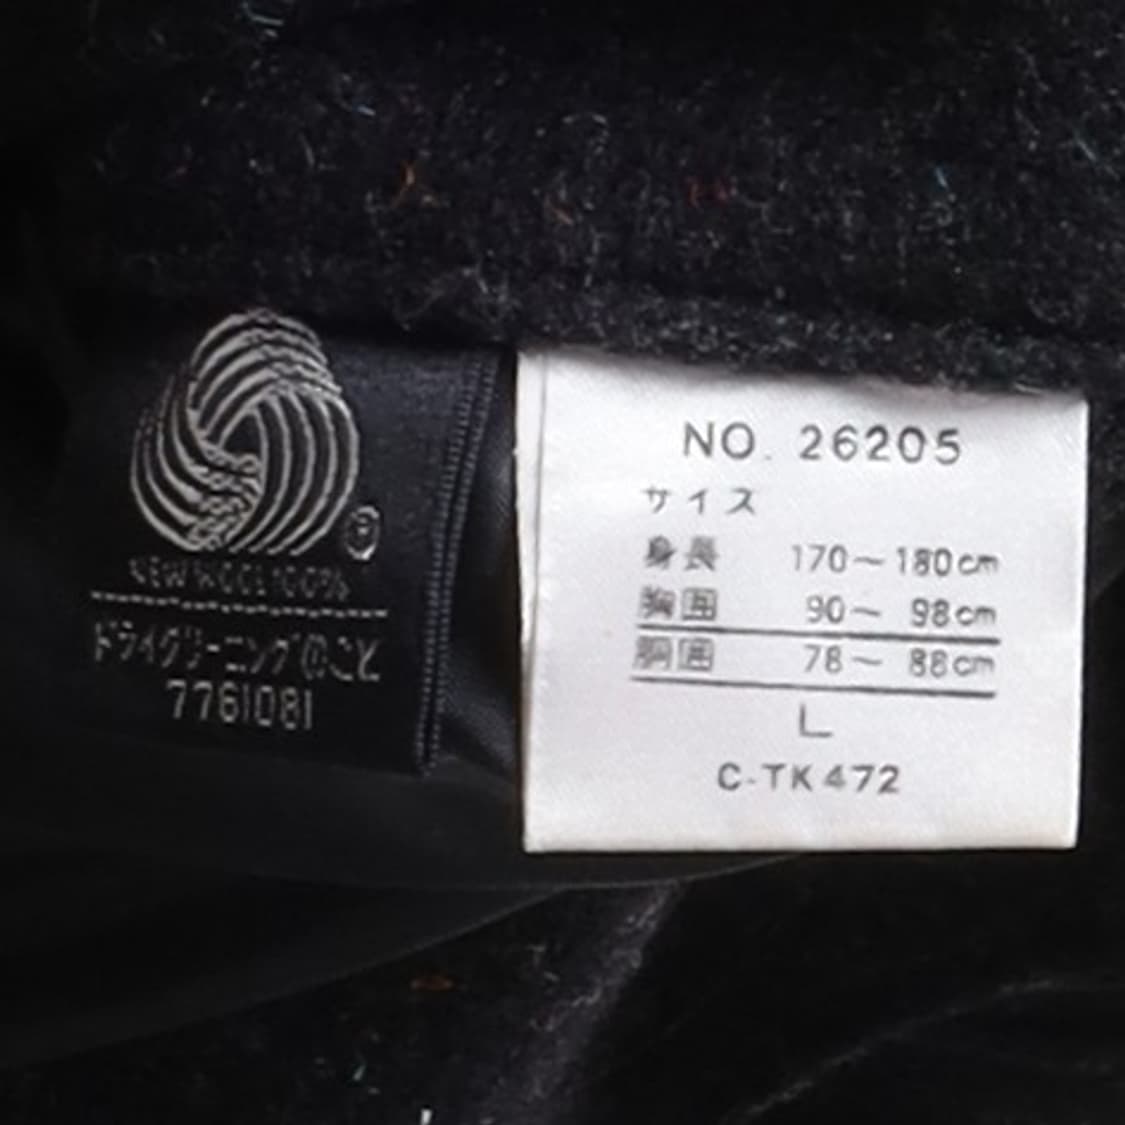 ®
NEW WOOL 100%
ドライクリーニングのこと
7761081
NO. 26205
サイズ
身長 170～180cm
胸囲 90～ 98cm
胴囲 78～ 88cm
L
C-TK472